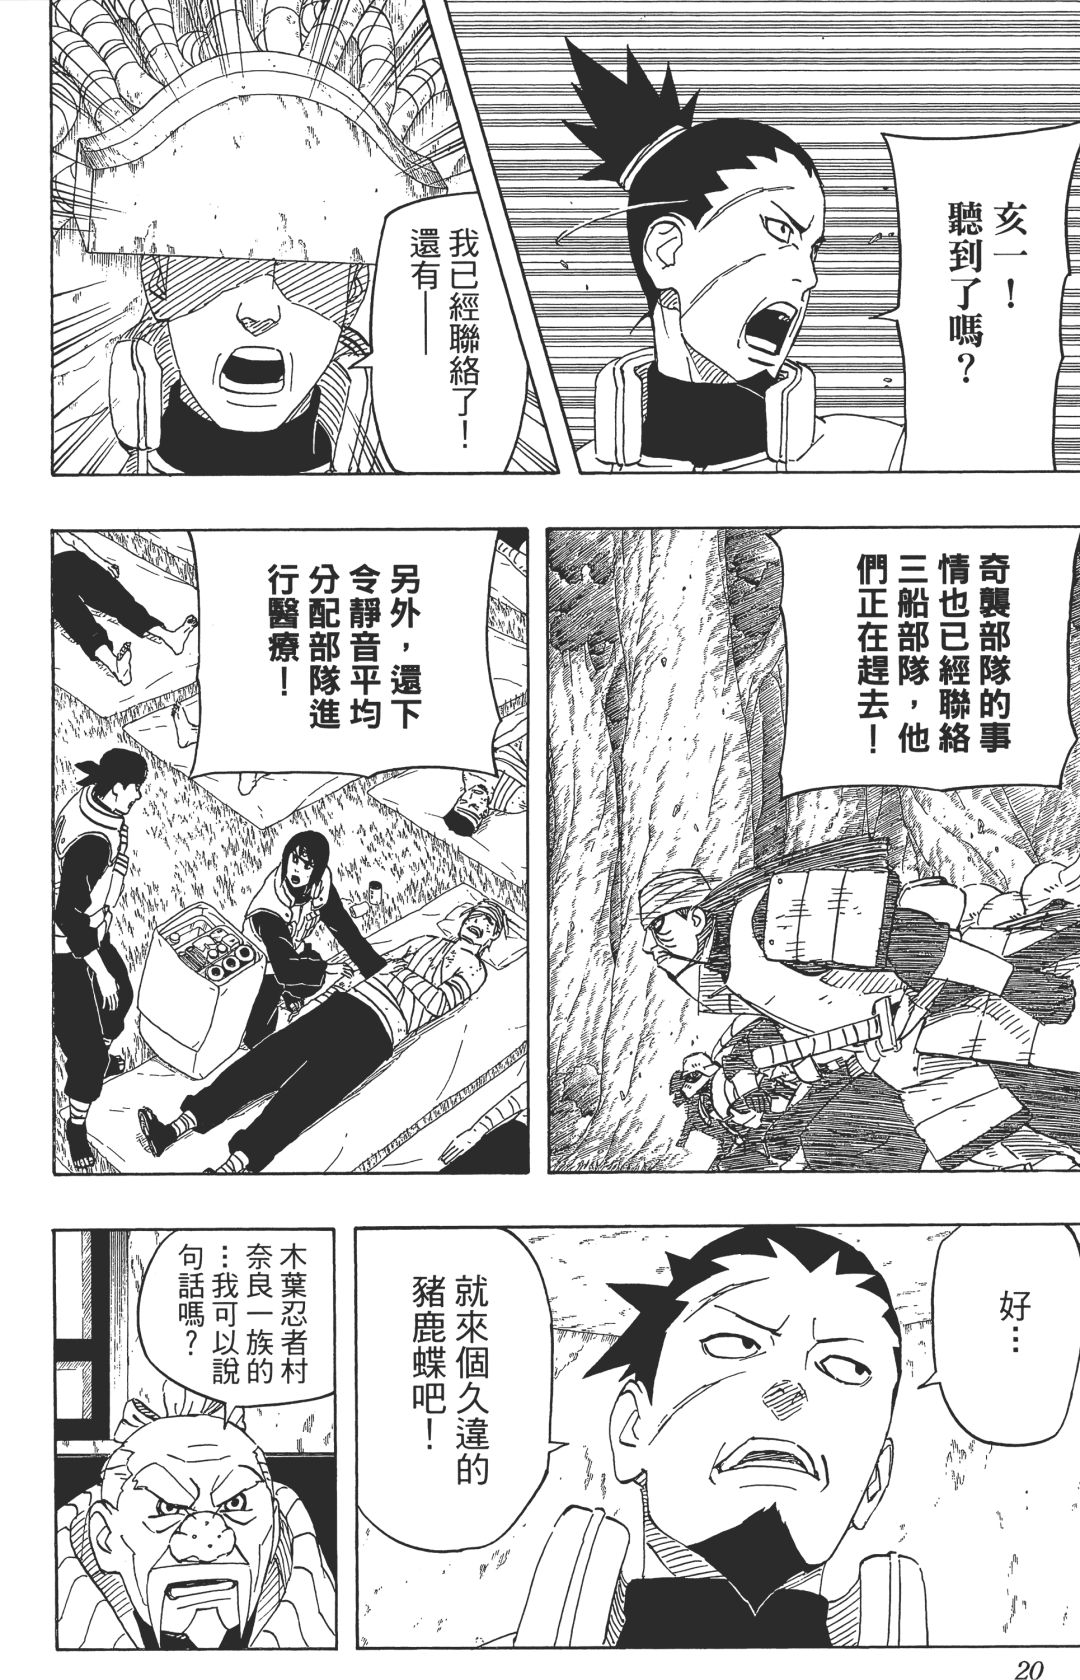 亥一！
聽到了嗎？
我已經聯絡了！
還有——
奇襲部隊的事
情也已經聯絡
三船部隊，他
們正在趕去！
另外，還下
令靜音平均
分配部隊進
行醫療！
好…
就來個久違的
豬鹿蝶吧！
木葉忍者村
奈良一族的
…我可以說
句話嗎？
20